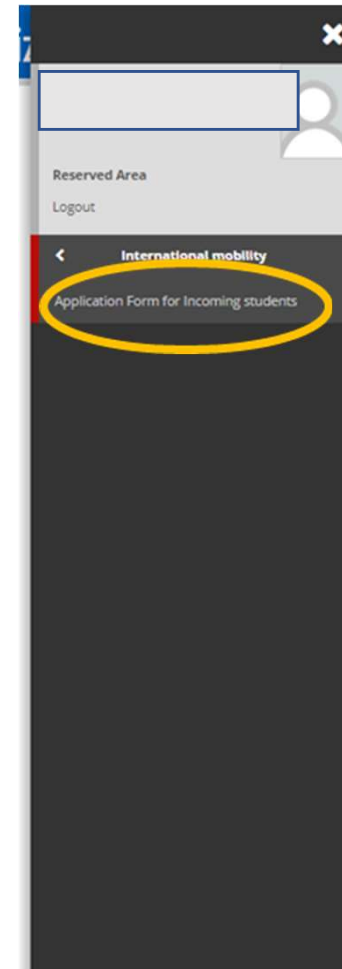 Reserved Area
Logout
International mobility
Application Form for Incoming students